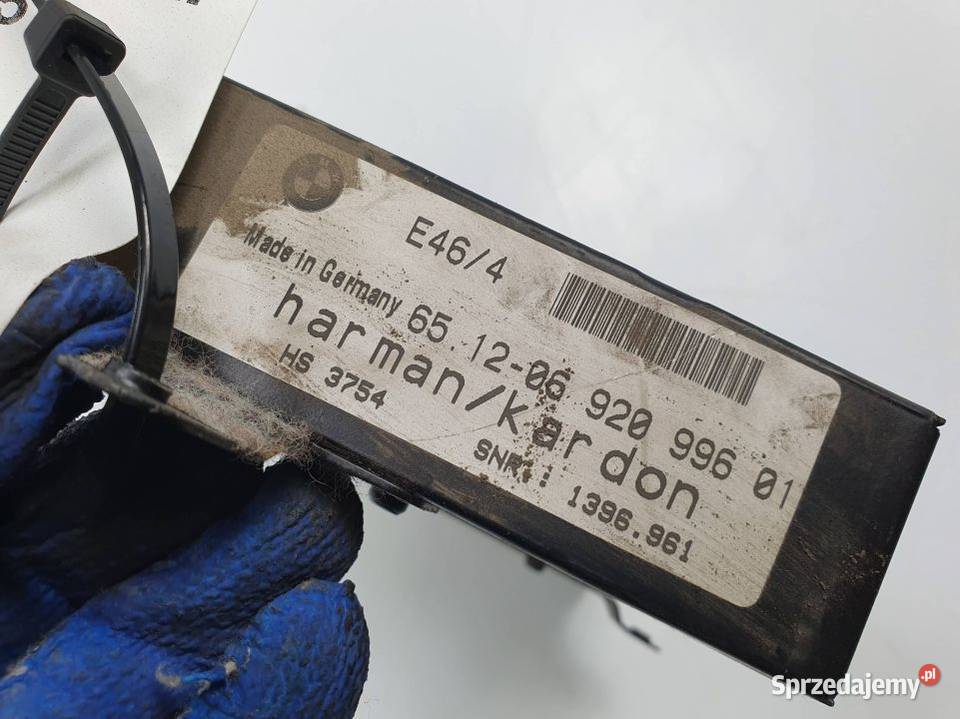 E46/4
Made in Germany
65.12-06 920 996 01
harman/kardon
HS 3754
SNR.: 1396.961
Sprzedajemy.pl